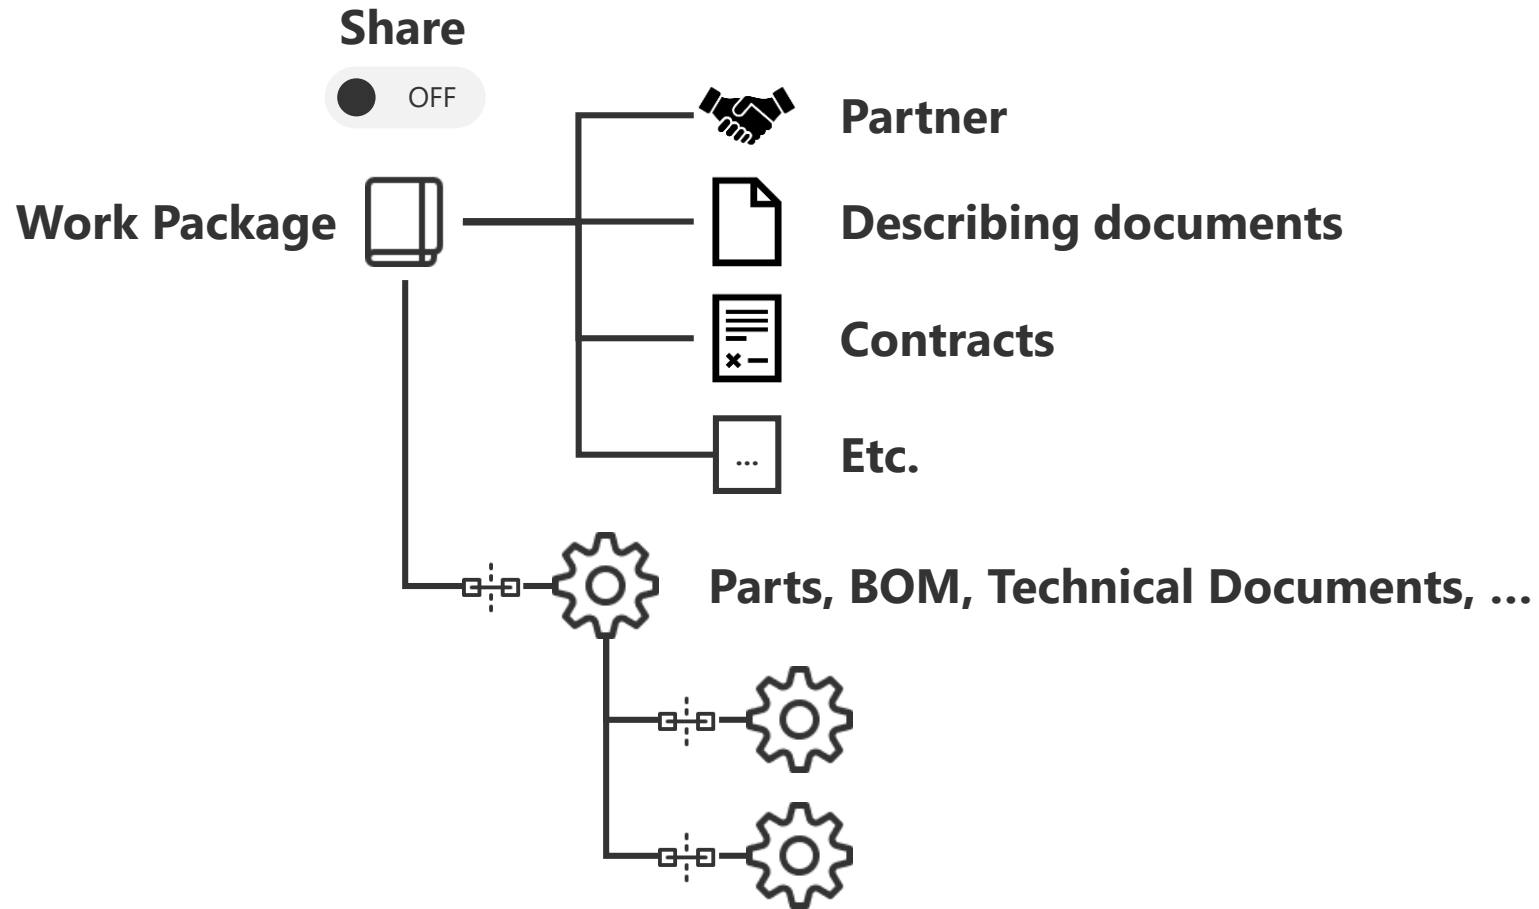 Share
OFF
Partner
Work Package
Describing documents
Contracts
...
Etc.
Parts, BOM, Technical Documents, ...